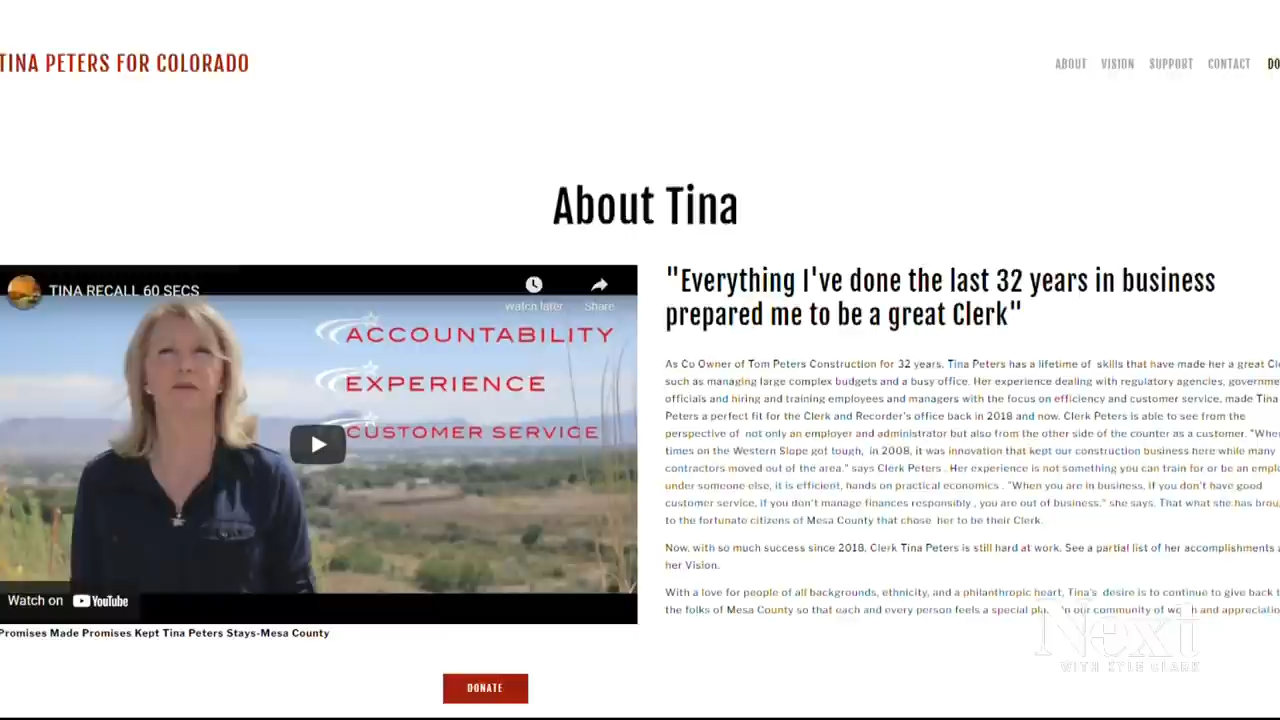 TINA PETERS FOR COLORADO
ABOUT VISION SUPPORT CONTACT
About Tina
TINA RECALL 60 SECS
Watch later Share
ACCOUNTABILITY
EXPERIENCE
CUSTOMER SERVICE
Watch on YouTube
Promises Made Promises Kept Tina Peters Stays-Mesa County
DONATE
"Everything I've done the last 32 years in business
prepared me to be a great Clerk"
As Co Owner of Tom Peters Construction for 32 years, Tina Peters has a lifetime of skills that have made her a great
such as managing large complex budgets and a busy office. Her experience dealing with regulatory agencies,
officials and hiring and training employees and managers with the focus on efficiency and customer service, made Tina
Peters a perfect fit for the Clerk and Recorder's office back in 2018 and now. Clerk Peters is able to see from the
perspective of not only an employer and administrator but also from the other side of the counter as a customer.
times on the Western Slope got tough, in 2008, it was innovation that kept our construction business here while many
contractors moved out of the area." says Clerk Peters . Her experience is not something you can train for or be an
under someone else, it is efficient, hands on practical economics . "When you are in business, if you don't have good
customer service, if you don't manage finances responsibly , you are out of business," she says. That what she has
to the fortunate citizens of Mesa County that chose her to be their Clerk.
Now, with so much success since 2018, Clerk Tina Peters is still hard at work. See a partial list of her accomplishments
her Vision.
With a love for people of all backgrounds, ethnicity, and a philanthropic heart, Tina's desire is to continue to give back
the folks of Mesa County so that each and every person feels a special in our community of and
Next
WITH KYLE CLARK